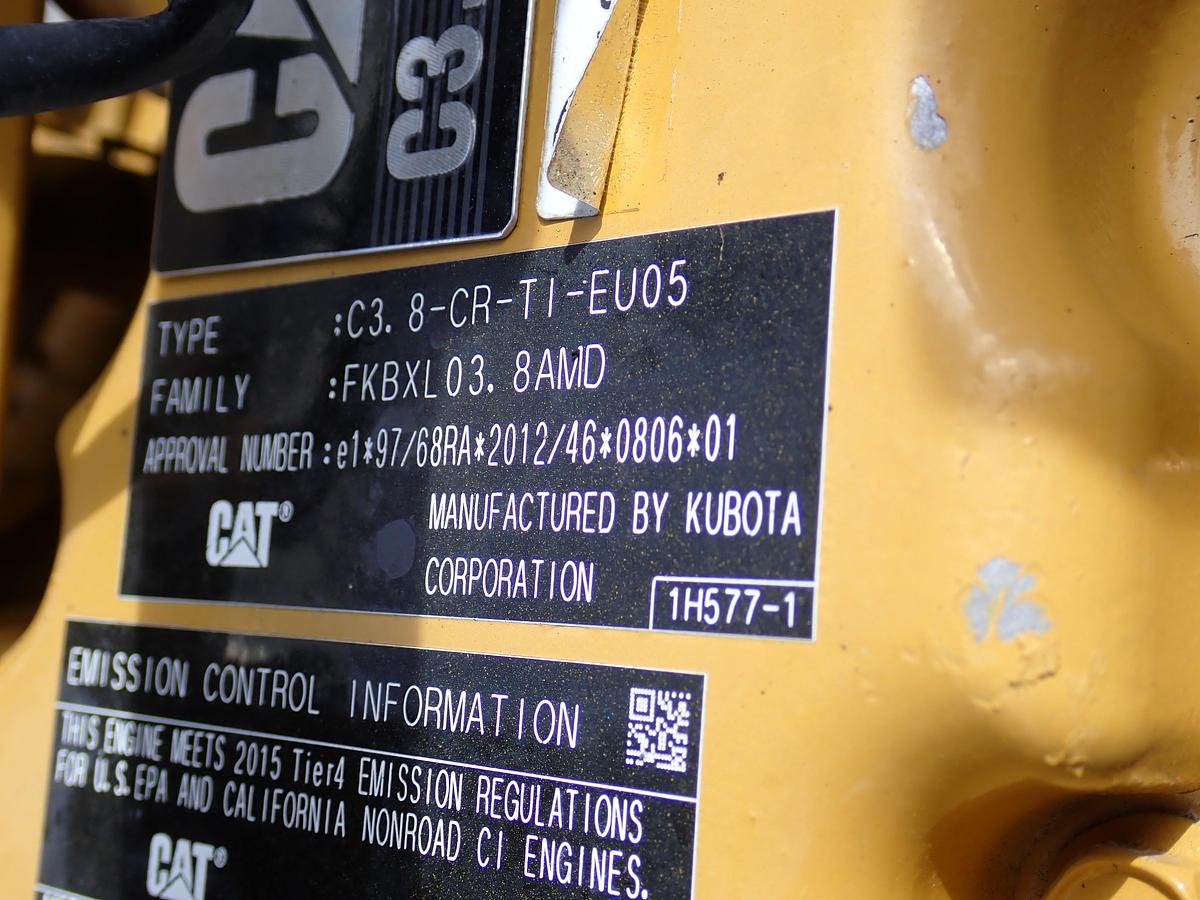 CA
C3.
TYPE :C3.8-CR-TI-EU05
FAMILY :FKBXL03.8AMD
APPROVAL NUMBER :e1*97/68RA*2012/46*0806*01
CAT®
MANUFACTURED BY KUBOTA
CORPORATION
1H577-1
EMISSION CONTROL INFORMATION
THIS ENGINE MEETS 2015 Tier4 EMISSION REGULATIONS
FOR U.S. EPA AND CALIFORNIA NONROAD CI ENGINES.
CAT®